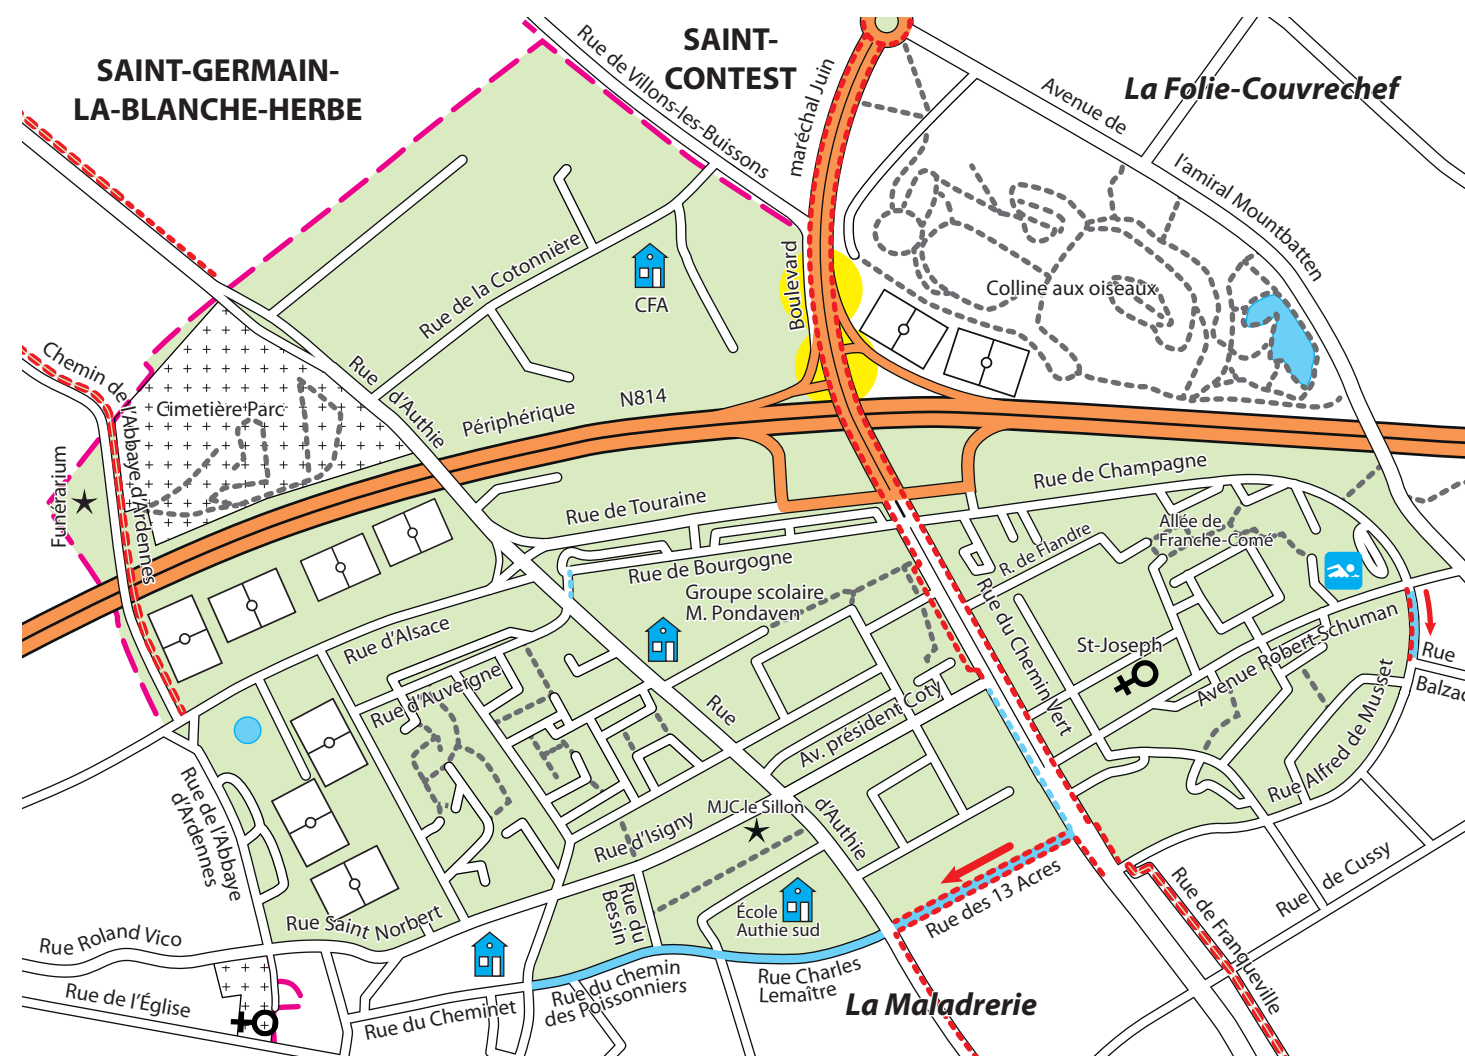 SAINT-GERMAIN-
LA-BLANCHE-HERBE
SAINT-
CONTEST
La Folie-Couvrechef
Rue de Villons-les-Buissons
maréchal Juin
Boulevard
Avenue de
l'amiral Mountbatten
Colline aux oiseaux
Rue de la Cotonnière
CFA
Rue
d'Authie
Périphérique
N814
Chemin de l'Abbaye d'Ardennes
Cimetière Parc
Funérarium
Rue de Touraine
Rue de Champagne
Allée de
Franche-Comé
R. de Flandre
Rue de Bourgogne
Groupe scolaire
M. Pondaven
Rue d'Alsace
Rue d'Auvergne
Rue du Chemin Vert
St-Joseph
Avenue Robert Schuman
Rue
Balzac
Rue Alfred de Musset
Rue
d'Authie
Av. président Coty
MJC le Sillon
Rue d'Isigny
Rue de l'Abbaye
d'Ardennes
Rue Saint Norbert
Rue du
Bessin
École
Authie sud
Rue des 13 Acres
Rue de Cussy
Rue de Franqueville
Rue Roland Vico
Rue de l'Église
Rue du Cheminet
Rue du chemin
des Poissonniers
Rue Charles
Lemaître
La Maladrerie